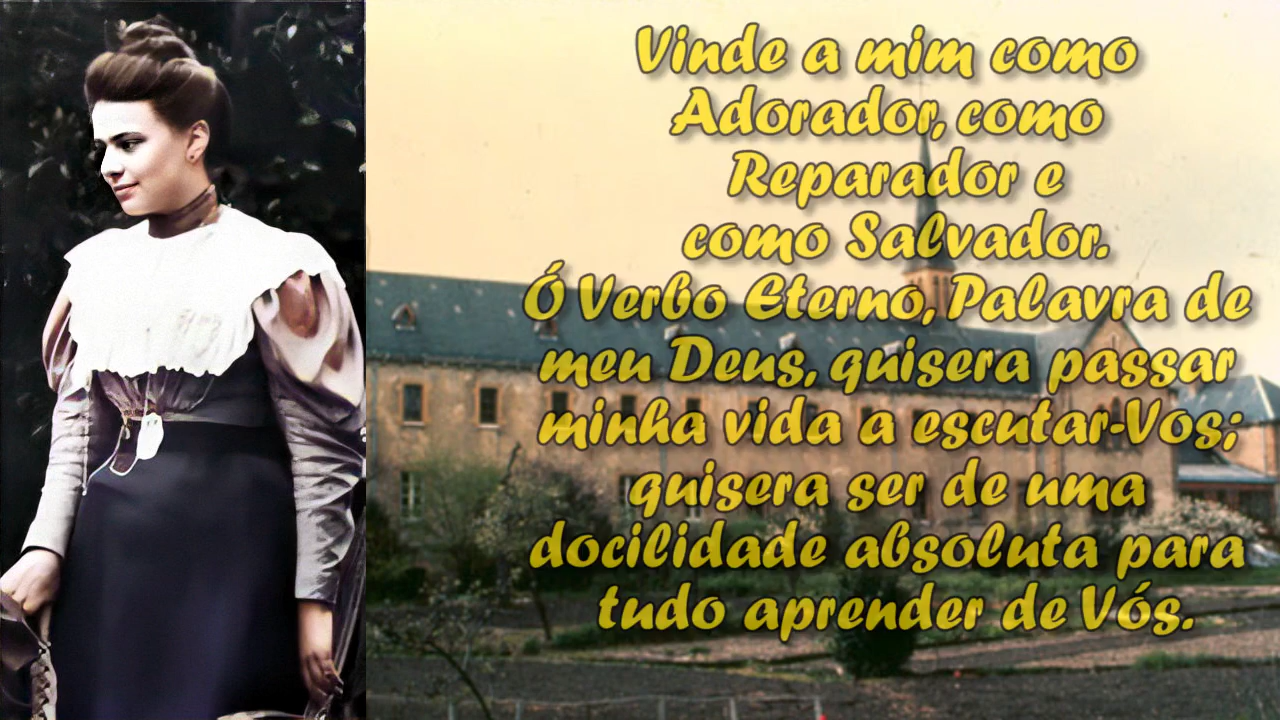 Vinde a mim como
Adorador, como
Reparador e
como Salvador.
Ó Verbo Eterno, Palavra de
meu Deus, quisera passar
minha vida a escutar-Vos;
quisera ser de uma
docilidade absoluta para
tudo aprender de Vós.